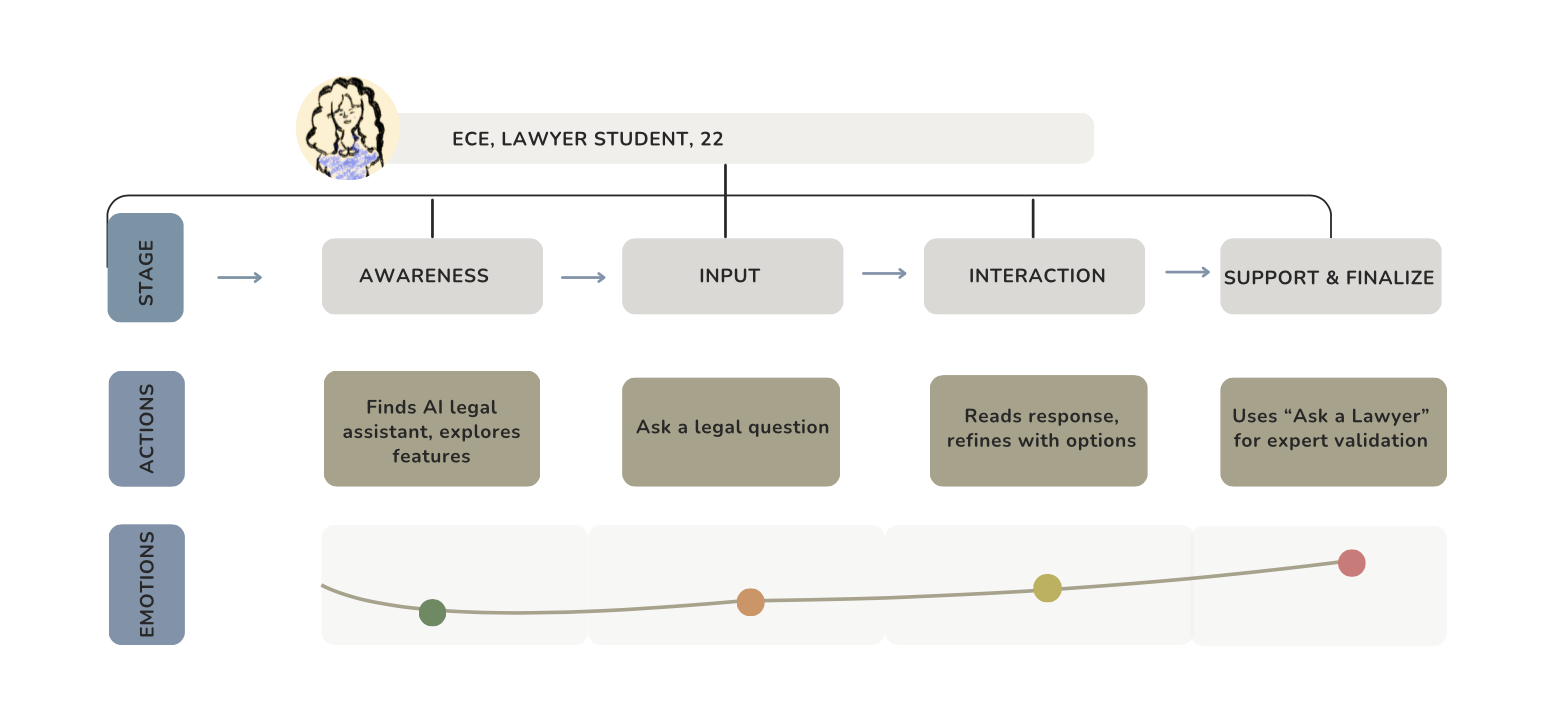 ECE, LAWYER STUDENT, 22
STAGE
AWARENESS
INPUT
INTERACTION
SUPPORT & FINALIZE
ACTIONS
Finds AI legal
assistant, explores
features
Ask a legal question
Reads response,
refines with options
Uses “Ask a Lawyer”
for expert validation
EMOTIONS